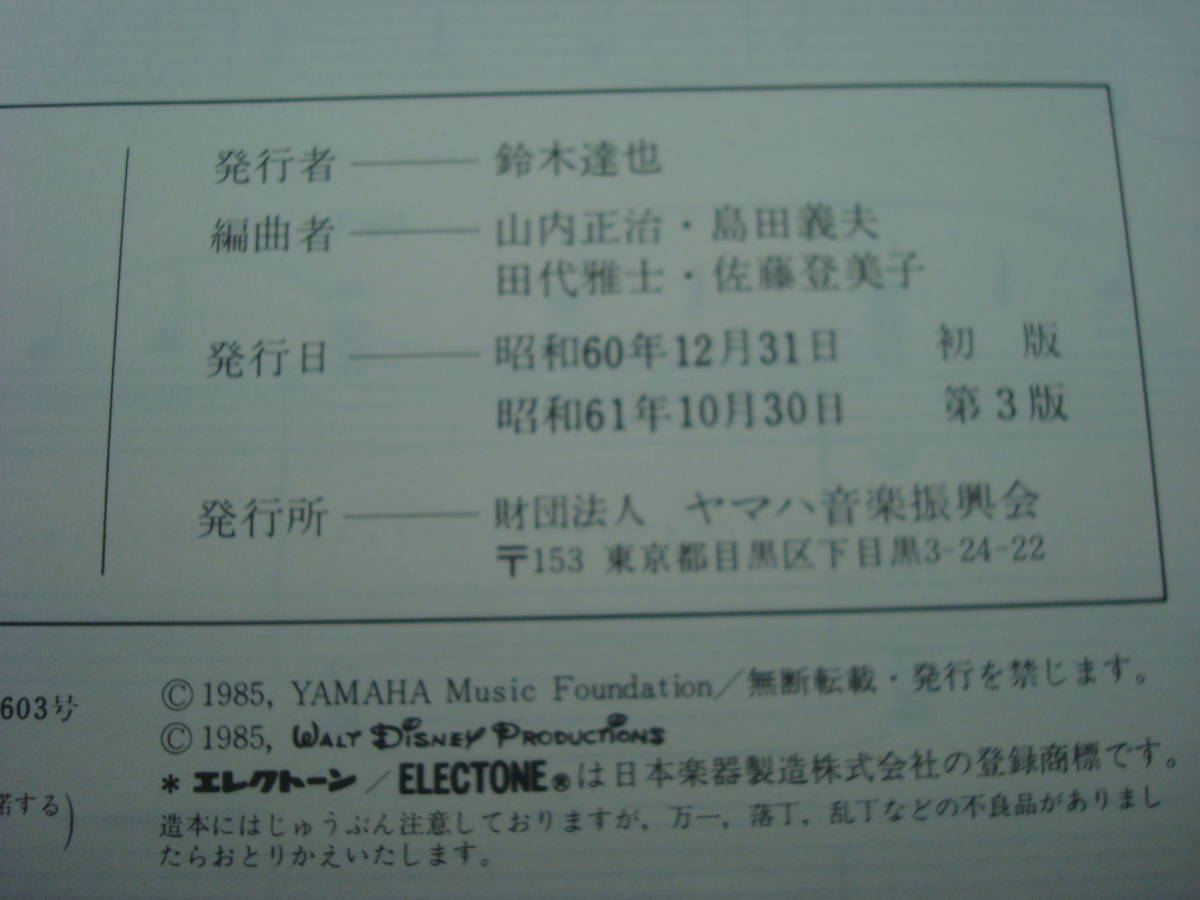 発行者 —— 鈴木達也
編曲者 —— 山内正治・島田義夫
田代雅士・佐藤登美子
発行日 —— 昭和60年12月31日 初 版
昭和61年10月30日 第3版
発行所 —— 財団法人 ヤマハ音楽振興会
〒153 東京都目黒区下目黒3-24-22
603号
© 1985, YAMAHA Music Foundation/無断転載・発行を禁じます。
© 1985, WALT DISNEY PRODUCTIONS
* エレクトーン / ELECTONE® は日本楽器製造株式会社の登録商標です。
諾する)
造本にはじゅうぶん注意しておりますが，万一，落丁，乱丁などの不良品がありまし
たらおとりかえいたします。